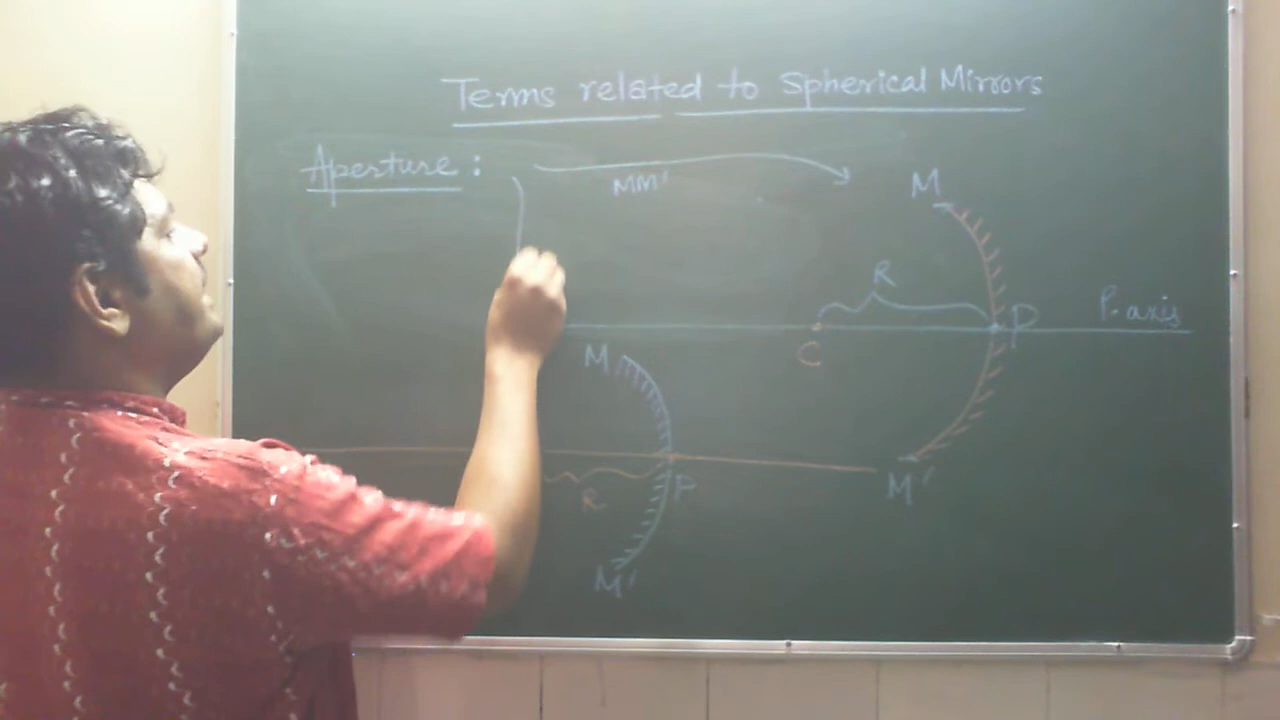 Terms related to Spherical Mirrors
Aperture :
MM'
M
R
P
P. axis
C
M'
M
R
P
M'